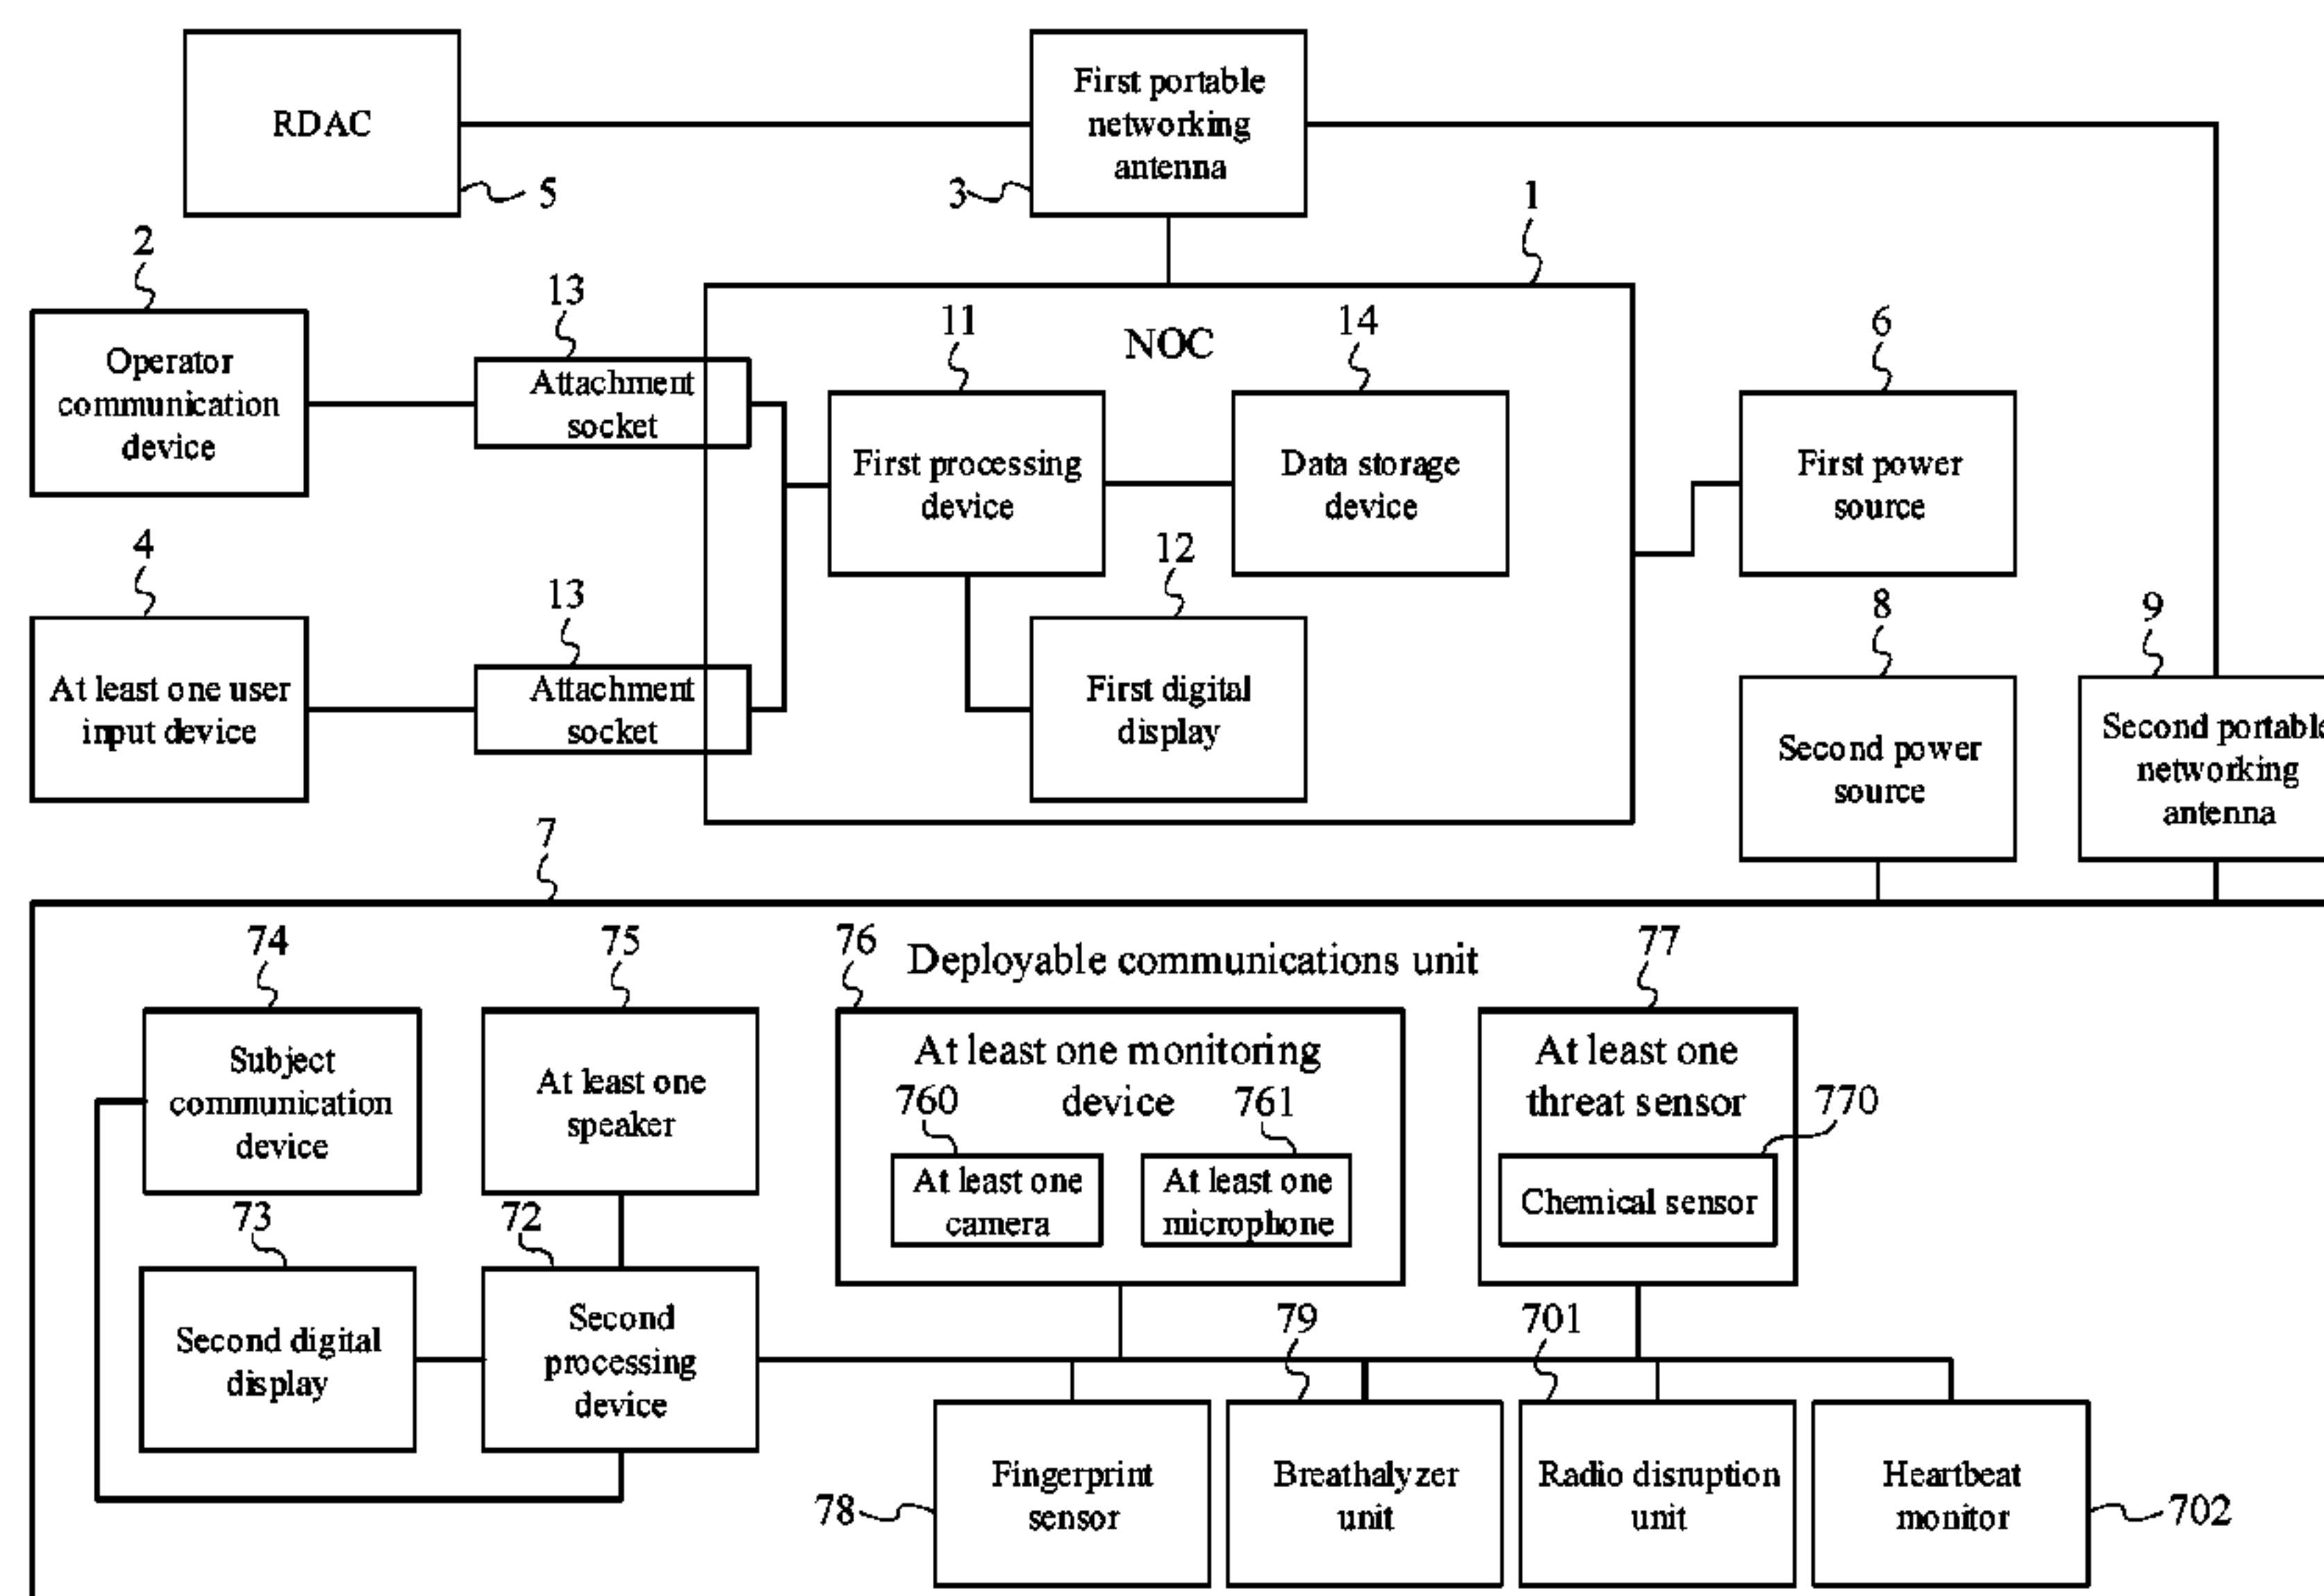 RDAC
5
First portable
networking
antenna
3
1
2
Operator
communication
device
13
Attachment
socket
NOC
11
First processing
device
14
Data storage
device
6
First power
source
4
At least one user
input device
13
Attachment
socket
12
First digital
display
8
Second power
source
9
Second portable
networking
antenna
7
Deployable communications unit
74
Subject
communication
device
75
At least one
speaker
76
At least one monitoring
device
760
At least one
camera
761
At least one
microphone
77
At least one
threat sensor
770
Chemical sensor
73
Second digital
display
72
Second
processing
device
78
Fingerprint
sensor
79
Breathalyzer
unit
701
Radio disruption
unit
702
Heartbeat
monitor